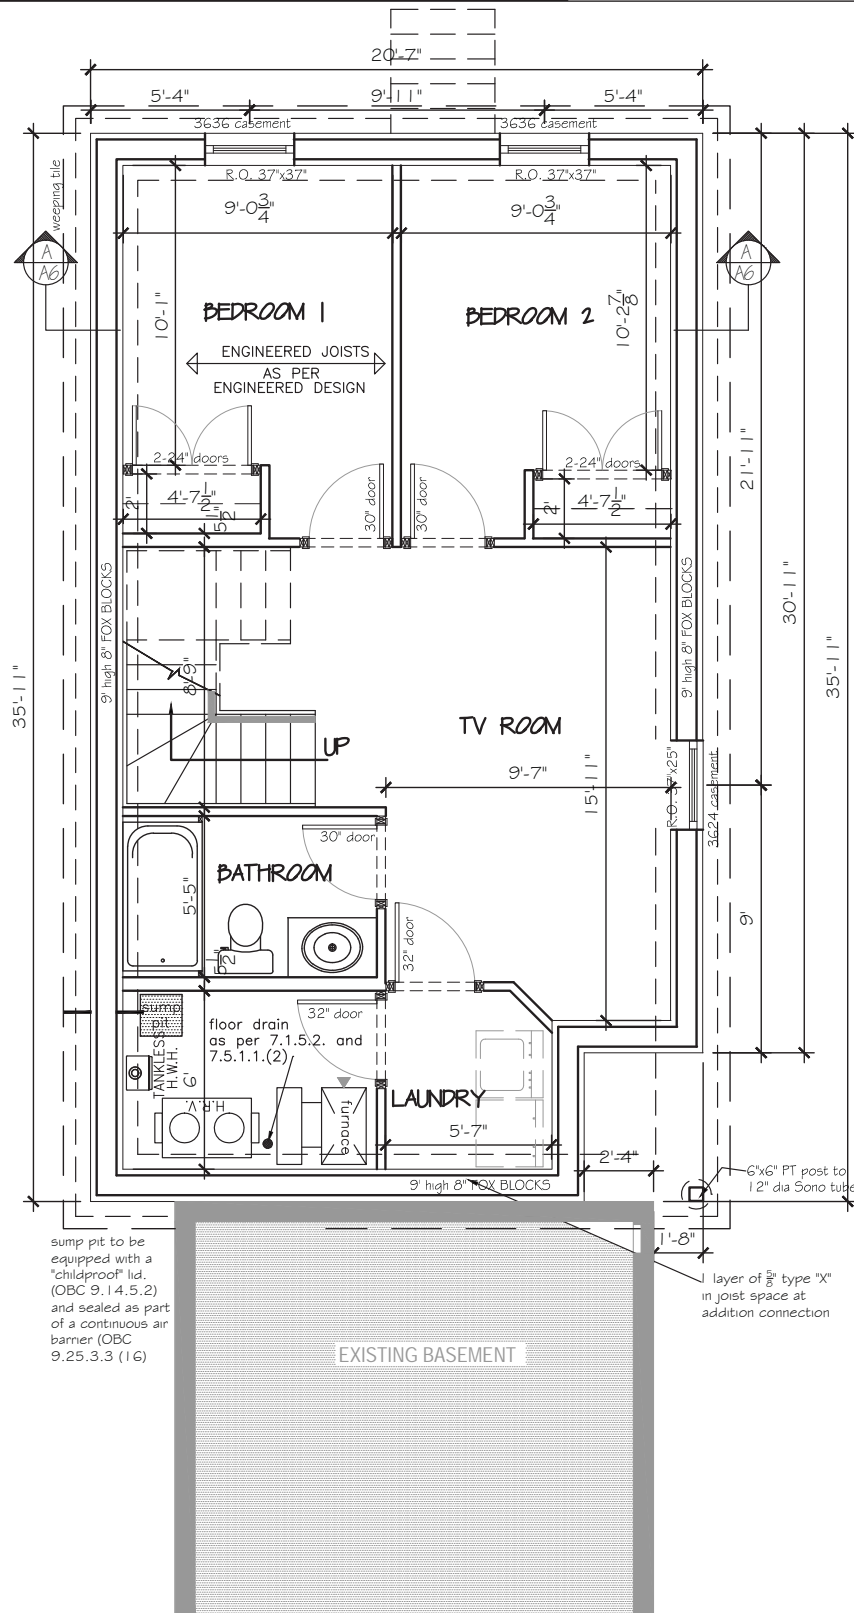 20'-7"
5'-4"
9'-11"
5'-4"
3636 casement
3636 casement
R.O. 37"x37"
R.O. 37"x37"
weeping tile
9'-0 3/4"
9'-0 3/4"
A
A6
A
A6
10'-1"
BEDROOM 1
BEDROOM 2
10'-2 7/8"
ENGINEERED JOISTS
AS PER
ENGINEERED DESIGN
2-24" doors
2-24" doors
21'-11"
2'
4'-7 1/2"
5 1/2"
30" door
30" door
2'
4'-7 1/2"
9' high 8" FOX BLOCKS
9' high 8" FOX BLOCKS
30'-11"
35'-11"
35'-11"
8'-9"
UP
TV ROOM
9'-7"
15'-11"
R.O. 37"x25"
3624 casement
30" door
BATHROOM
5'-5"
9'
5 1/2"
32" door
sump
pit
TANKLESS
H.W.H.
6'
floor drain
as per 7.1.5.2. and
7.5.1.1.(2)
32" door
H.R.V.
furnace
LAUNDRY
5'-7"
2'-4"
9' high 8" FOX BLOCKS
6"x6" PT post to
12" dia Sono tube
1'-8"
sump pit to be
equipped with a
"childproof" lid.
(OBC 9.14.5.2)
and sealed as part
of a continuous air
barrier (OBC
9.25.3.3 (16)
1 layer of 5/8" type "X"
in joist space at
addition connection
EXISTING BASEMENT